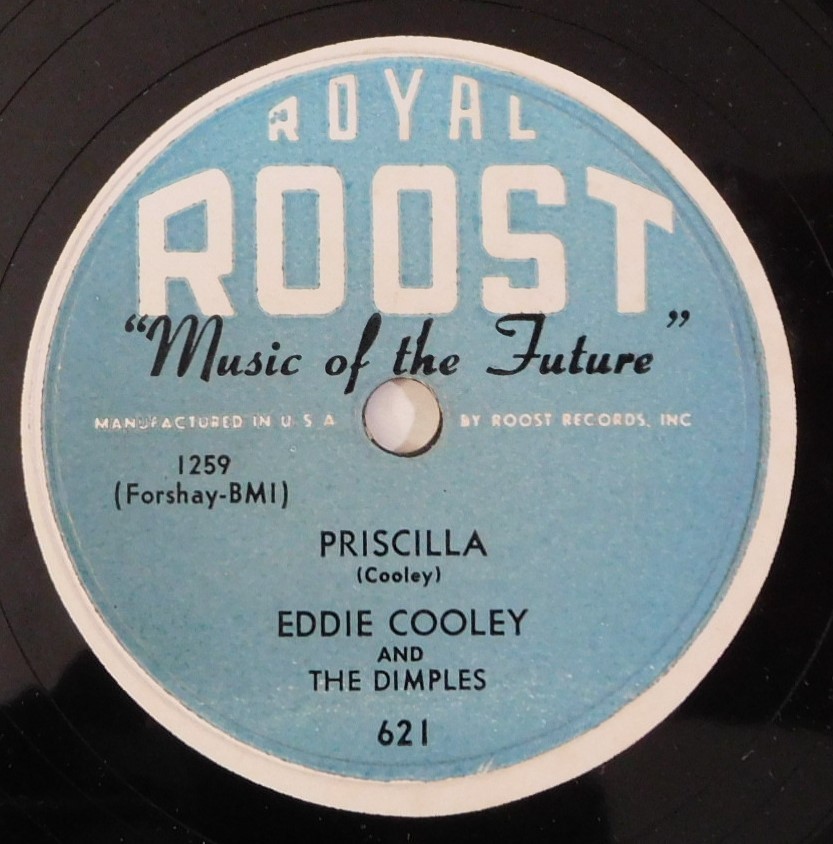 ROYAL
ROOST
"Music of the Future"
MANUFACTURED IN U S A BY ROOST RECORDS, INC
1259
(Forshay-BMI)
PRISCILLA
(Cooley)
EDDIE COOLEY
AND
THE DIMPLES
621